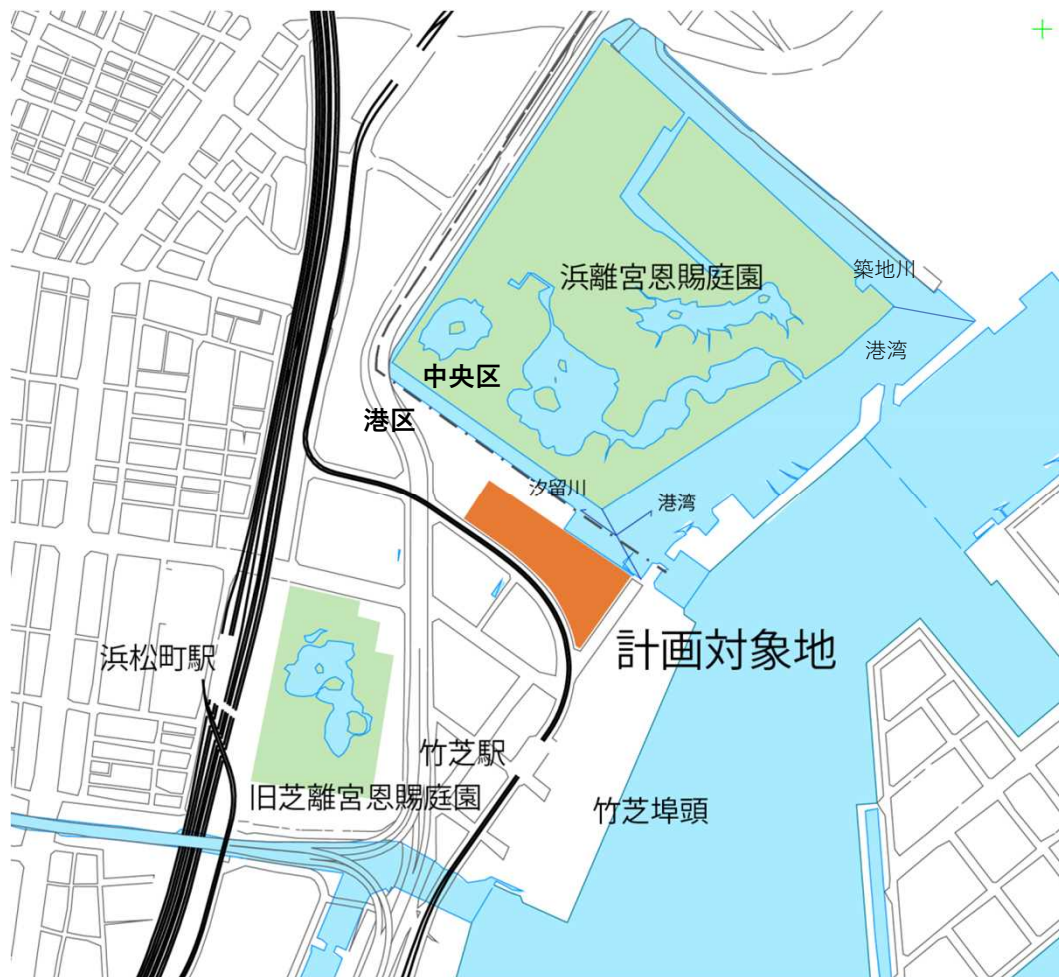 浜離宮恩賜庭園
築地川
港湾
中央区
港区
汐留川
港湾
計画対象地
浜松町駅
竹芝駅
旧芝離宮恩賜庭園
竹芝埠頭